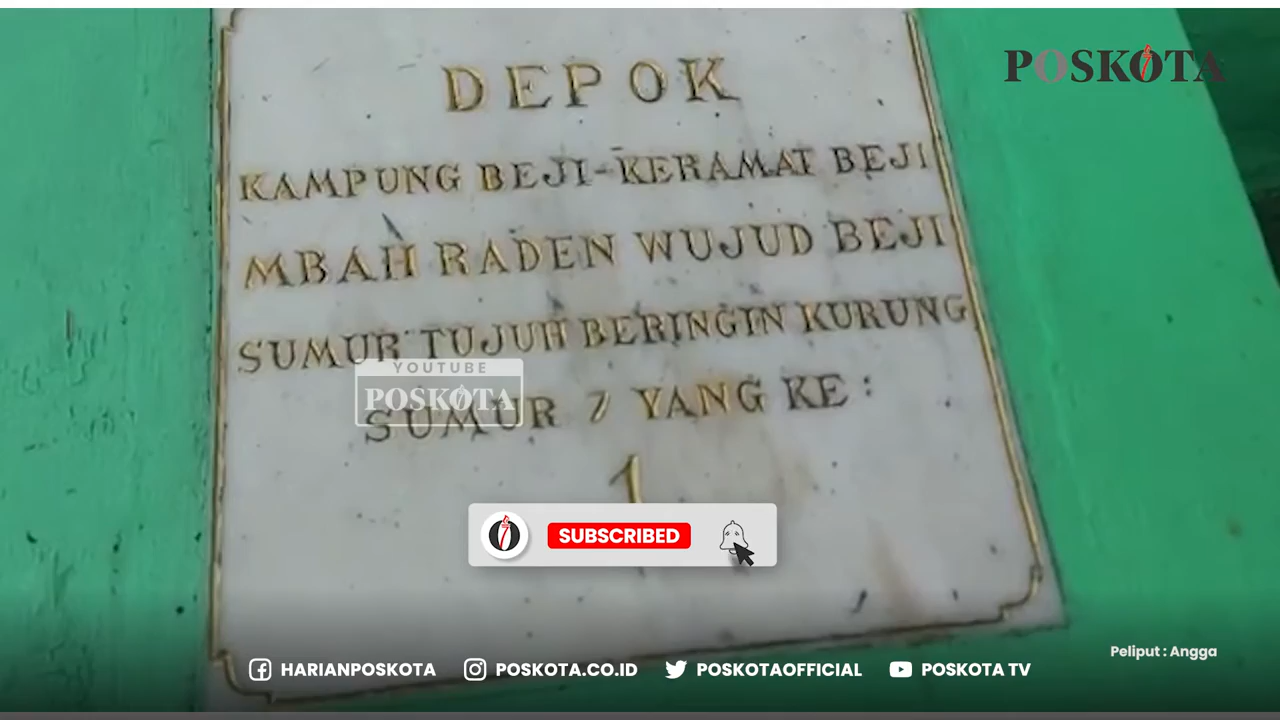 POSKOTA
DEPOK
KAMPUNG BEJI-KERAMAT BEJI
MBAH RADEN WUJUD BEJI
SUMUR TUJUH BERINGIN KURUNG
YOUTUBE
POSKOTA
SUMUR 7 YANG KE:
1
SUBSCRIBED
Peliput : Angga
HARIANPOSKOTA POSKOTA.CO.ID POSKOTAOFFICIAL POSKOTA TV